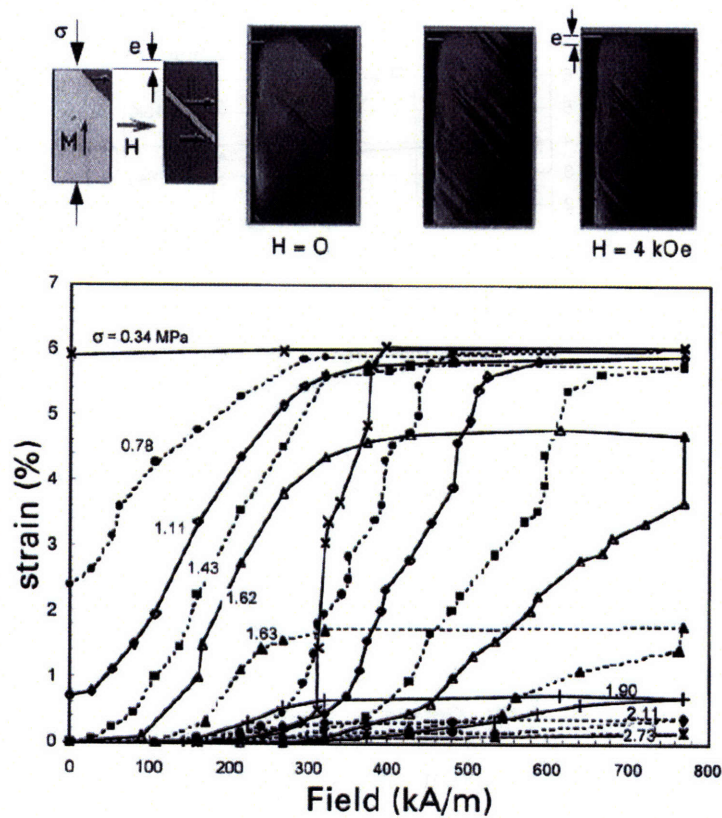 σ
e
M
H
H = 0
e
H = 4 kOe
7
6
5
4
3
2
1
0
strain (%)
σ = 0.34 MPa
0.78
1.11
1.43
1.62
1.63
1.90
2.11
2.73
0 100 200 300 400 500 600 700 800
Field (kA/m)